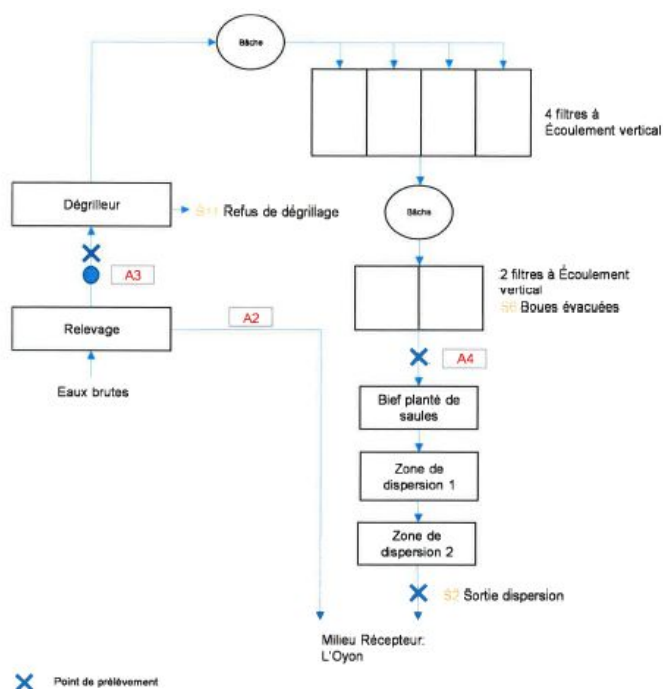 Bâche
4 filtres à
Écoulement vertical
Dégrilleur
S11 Refus de dégrillage
Bâche
A3
2 filtres à Écoulement
vertical
S6 Boues évacuées
A2
Relevage
A4
Eaux brutes
Bief planté de
saules
Zone de
dispersion 1
Zone de
dispersion 2
S2 Sortie dispersion
Milieu Récepteur:
L'Oyon
Point de prélèvement